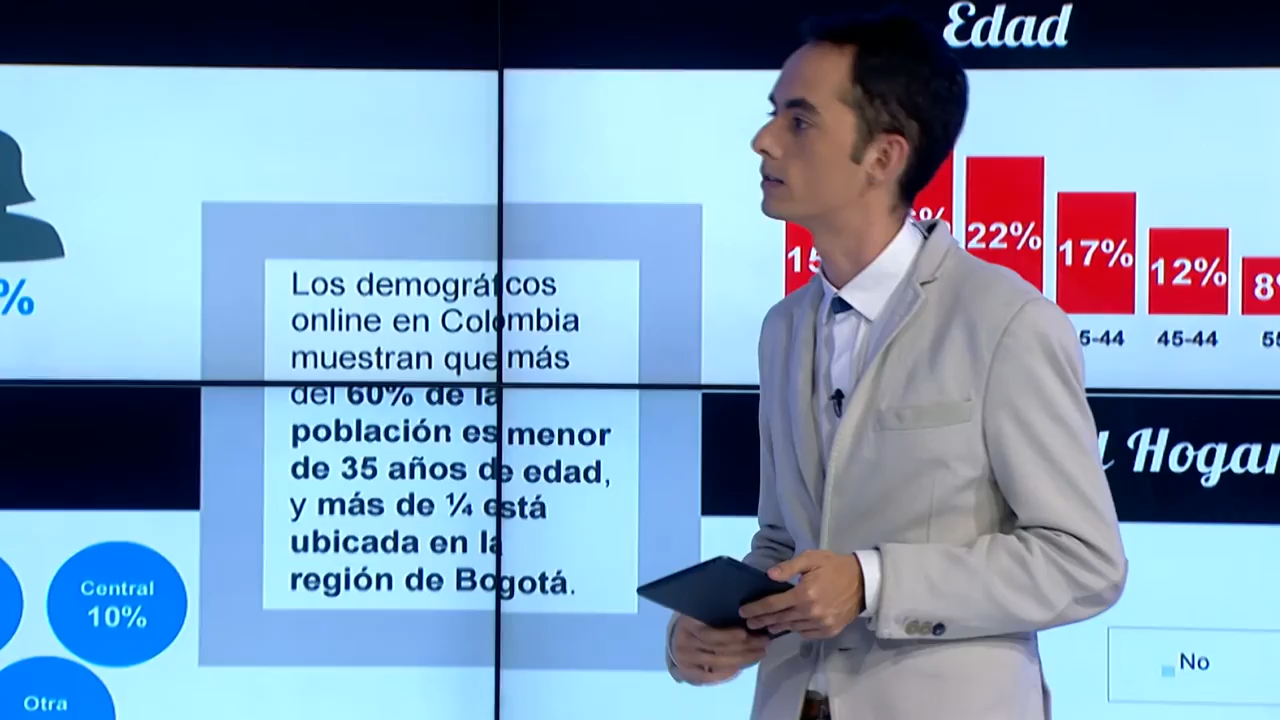 Edad
%
Los demográficos
online en Colombia
muestran que más
del 60% de la
población es menor
de 35 años de edad,
y más de ¼ está
ubicada en la
región de Bogotá.
22%
17%
12%
45-44
Hogar
Central
10%
Otra
No